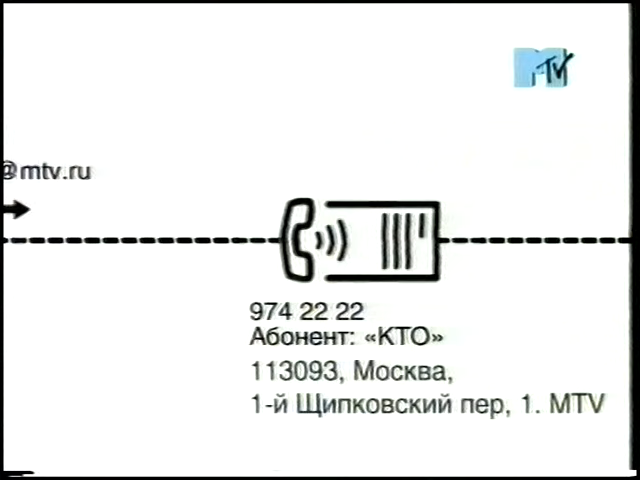 MTV
@mtv.ru
974 22 22
Абонент: «КТО»
113093, Москва,
1-й Щипковский пер, 1. MTV